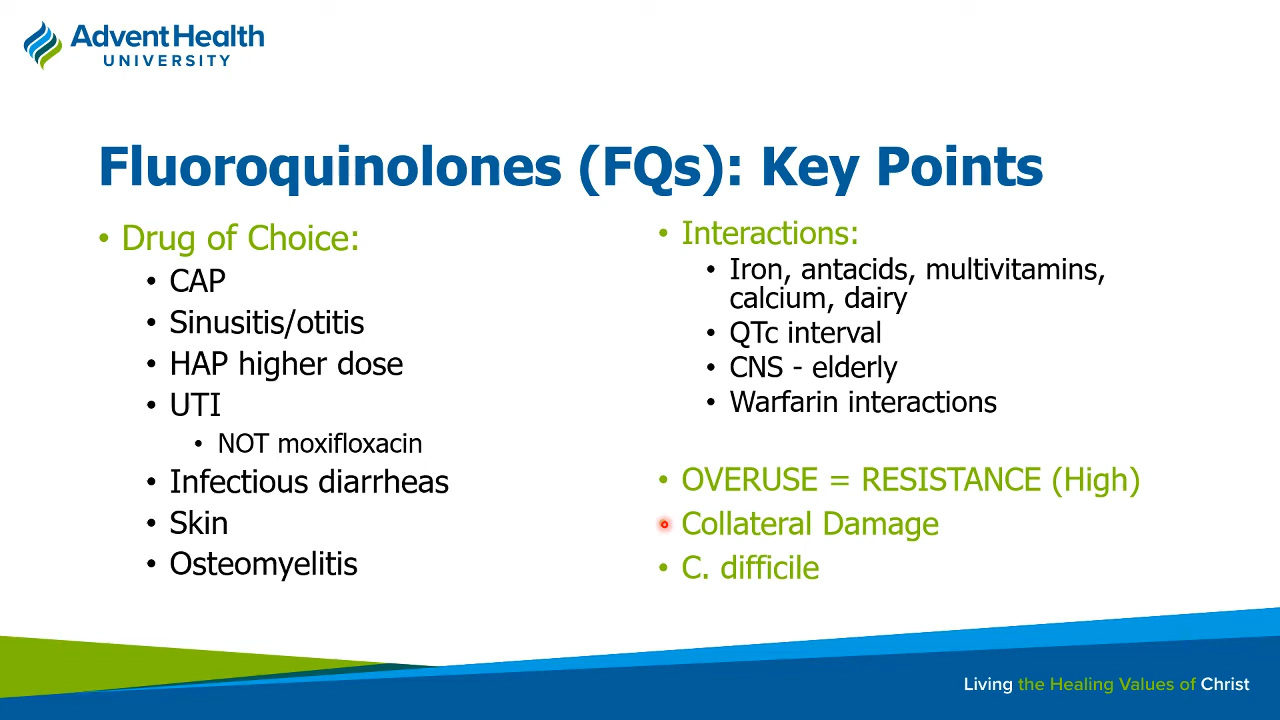 AdventHealth
UNIVERSITY
Fluoroquinolones (FQs): Key Points
• Drug of Choice:
• CAP
• Sinusitis/otitis
• HAP higher dose
• UTI
• NOT moxifloxacin
• Infectious diarrheas
• Skin
• Osteomyelitis
• Interactions:
• Iron, antacids, multivitamins,
calcium, dairy
• QTc interval
• CNS - elderly
• Warfarin interactions
• OVERUSE = RESISTANCE (High)
• Collateral Damage
• C. difficile
Living the Healing Values of Christ